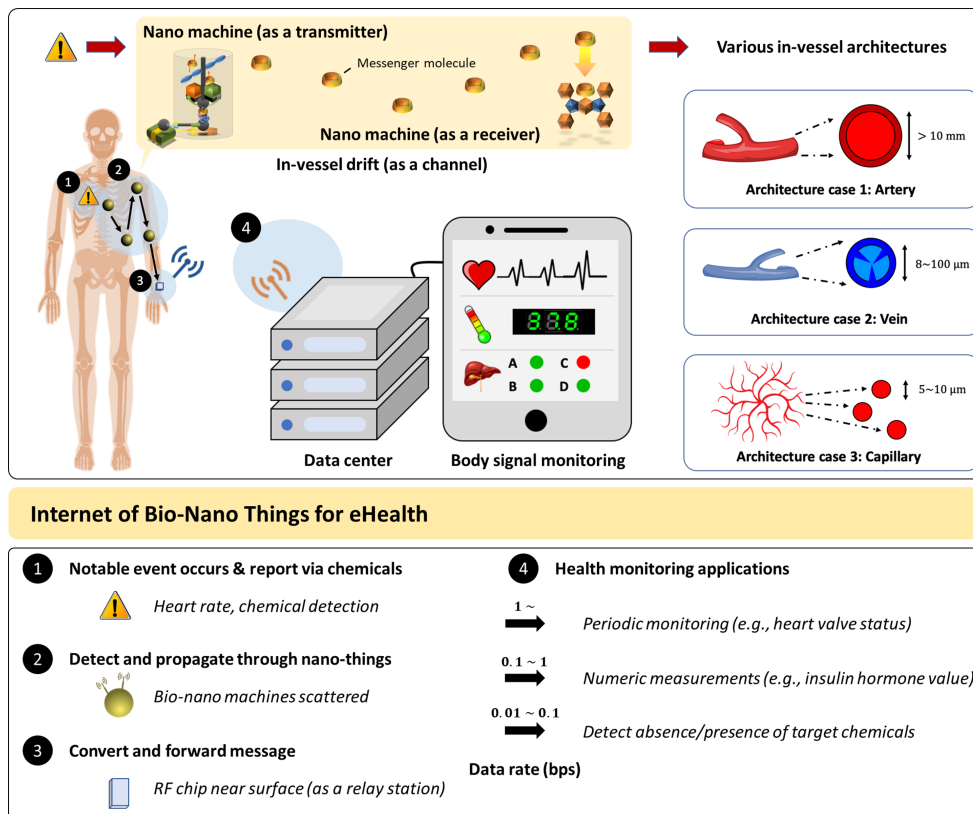 Nano machine (as a transmitter)
Messenger molecule
Nano machine (as a receiver)
In-vessel drift (as a channel)
Various in-vessel architectures
> 10 mm
Architecture case 1: Artery
8~100 μm
Architecture case 2: Vein
5~10 μm
Architecture case 3: Capillary
1
2
3
4
37.8
A
C
B
D
Data center
Body signal monitoring
Internet of Bio-Nano Things for eHealth
1 Notable event occurs & report via chemicals
Heart rate, chemical detection
2 Detect and propagate through nano-things
Bio-nano machines scattered
3 Convert and forward message
RF chip near surface (as a relay station)
4 Health monitoring applications
1 ~
Periodic monitoring (e.g., heart valve status)
0.1 ~ 1
Numeric measurements (e.g., insulin hormone value)
0.01 ~ 0.1
Detect absence/presence of target chemicals
Data rate (bps)